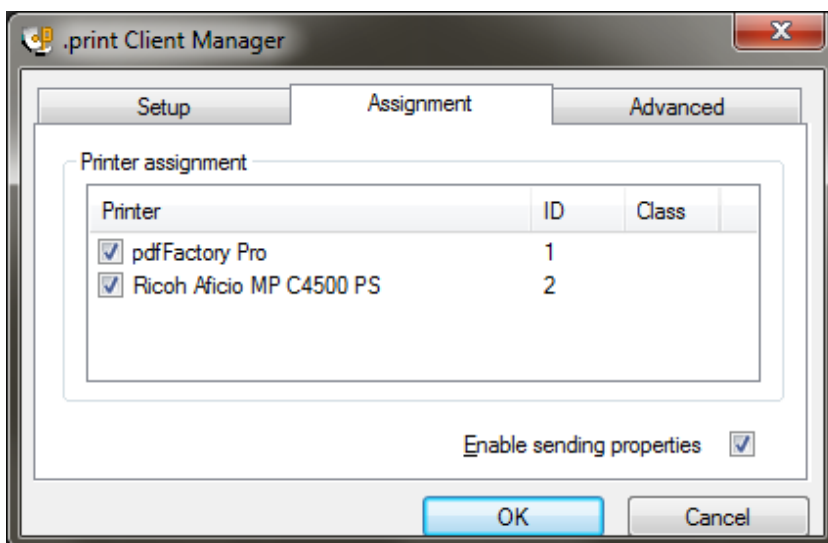 .print Client Manager
Setup Assignment Advanced
Printer assignment
Printer ID Class
pdfFactory Pro 1
Ricoh Aficio MP C4500 PS 2
Enable sending properties
OK Cancel